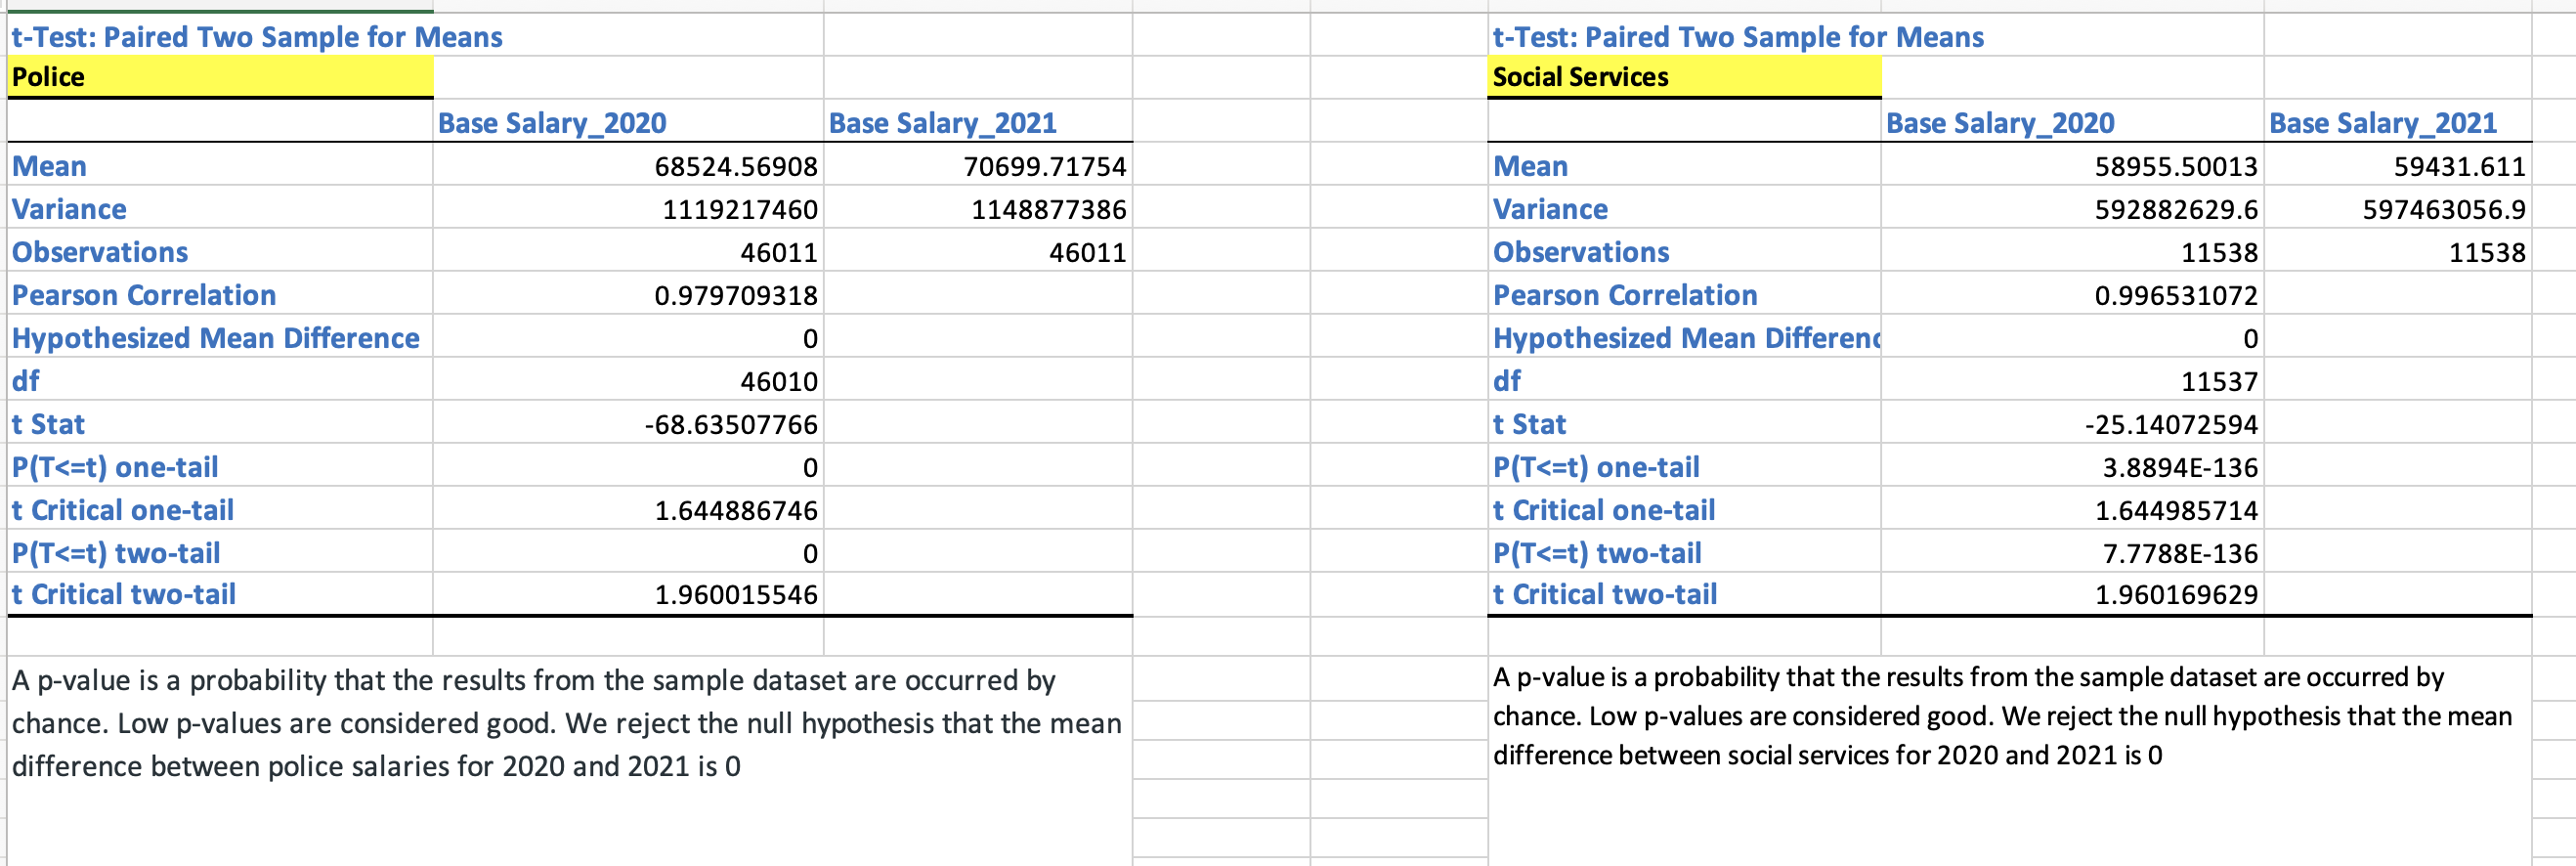 t-Test: Paired Two Sample for Means
Police
Base Salary_2020 Base Salary_2021
Mean 68524.56908 70699.71754
Variance 1119217460 1148877386
Observations 46011 46011
Pearson Correlation 0.979709318
Hypothesized Mean Difference 0
df 46010
t Stat -68.63507766
P(T<=t) one-tail 0
t Critical one-tail 1.644886746
P(T<=t) two-tail 0
t Critical two-tail 1.960015546
A p-value is a probability that the results from the sample dataset are occurred by
chance. Low p-values are considered good. We reject the null hypothesis that the mean
difference between police salaries for 2020 and 2021 is 0
t-Test: Paired Two Sample for Means
Social Services
Base Salary_2020 Base Salary_2021
Mean 58955.50013 59431.611
Variance 592882629.6 597463056.9
Observations 11538 11538
Pearson Correlation 0.996531072
Hypothesized Mean Differenc 0
df 11537
t Stat -25.14072594
P(T<=t) one-tail 3.8894E-136
t Critical one-tail 1.644985714
P(T<=t) two-tail 7.7788E-136
t Critical two-tail 1.960169629
A p-value is a probability that the results from the sample dataset are occurred by
chance. Low p-values are considered good. We reject the null hypothesis that the mean
difference between social services for 2020 and 2021 is 0